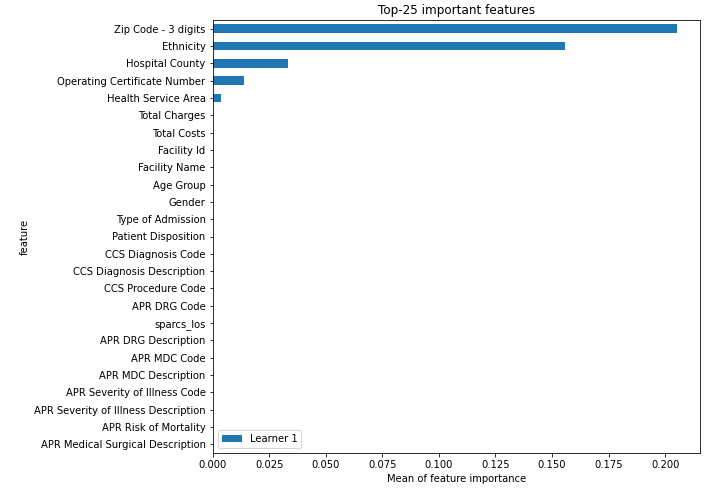 Top-25 important features
Zip Code - 3 digits
Ethnicity
Hospital County
Operating Certificate Number
Health Service Area
Total Charges
Total Costs
Facility Id
Facility Name
Age Group
Gender
Type of Admission
Patient Disposition
CCS Diagnosis Code
CCS Diagnosis Description
CCS Procedure Code
APR DRG Code
sparcs_los
APR DRG Description
APR MDC Code
APR MDC Description
APR Severity of Illness Code
APR Severity of Illness Description
APR Risk of Mortality
APR Medical Surgical Description
feature
Learner 1
0.000 0.025 0.050 0.075 0.100 0.125 0.150 0.175 0.200
Mean of feature importance